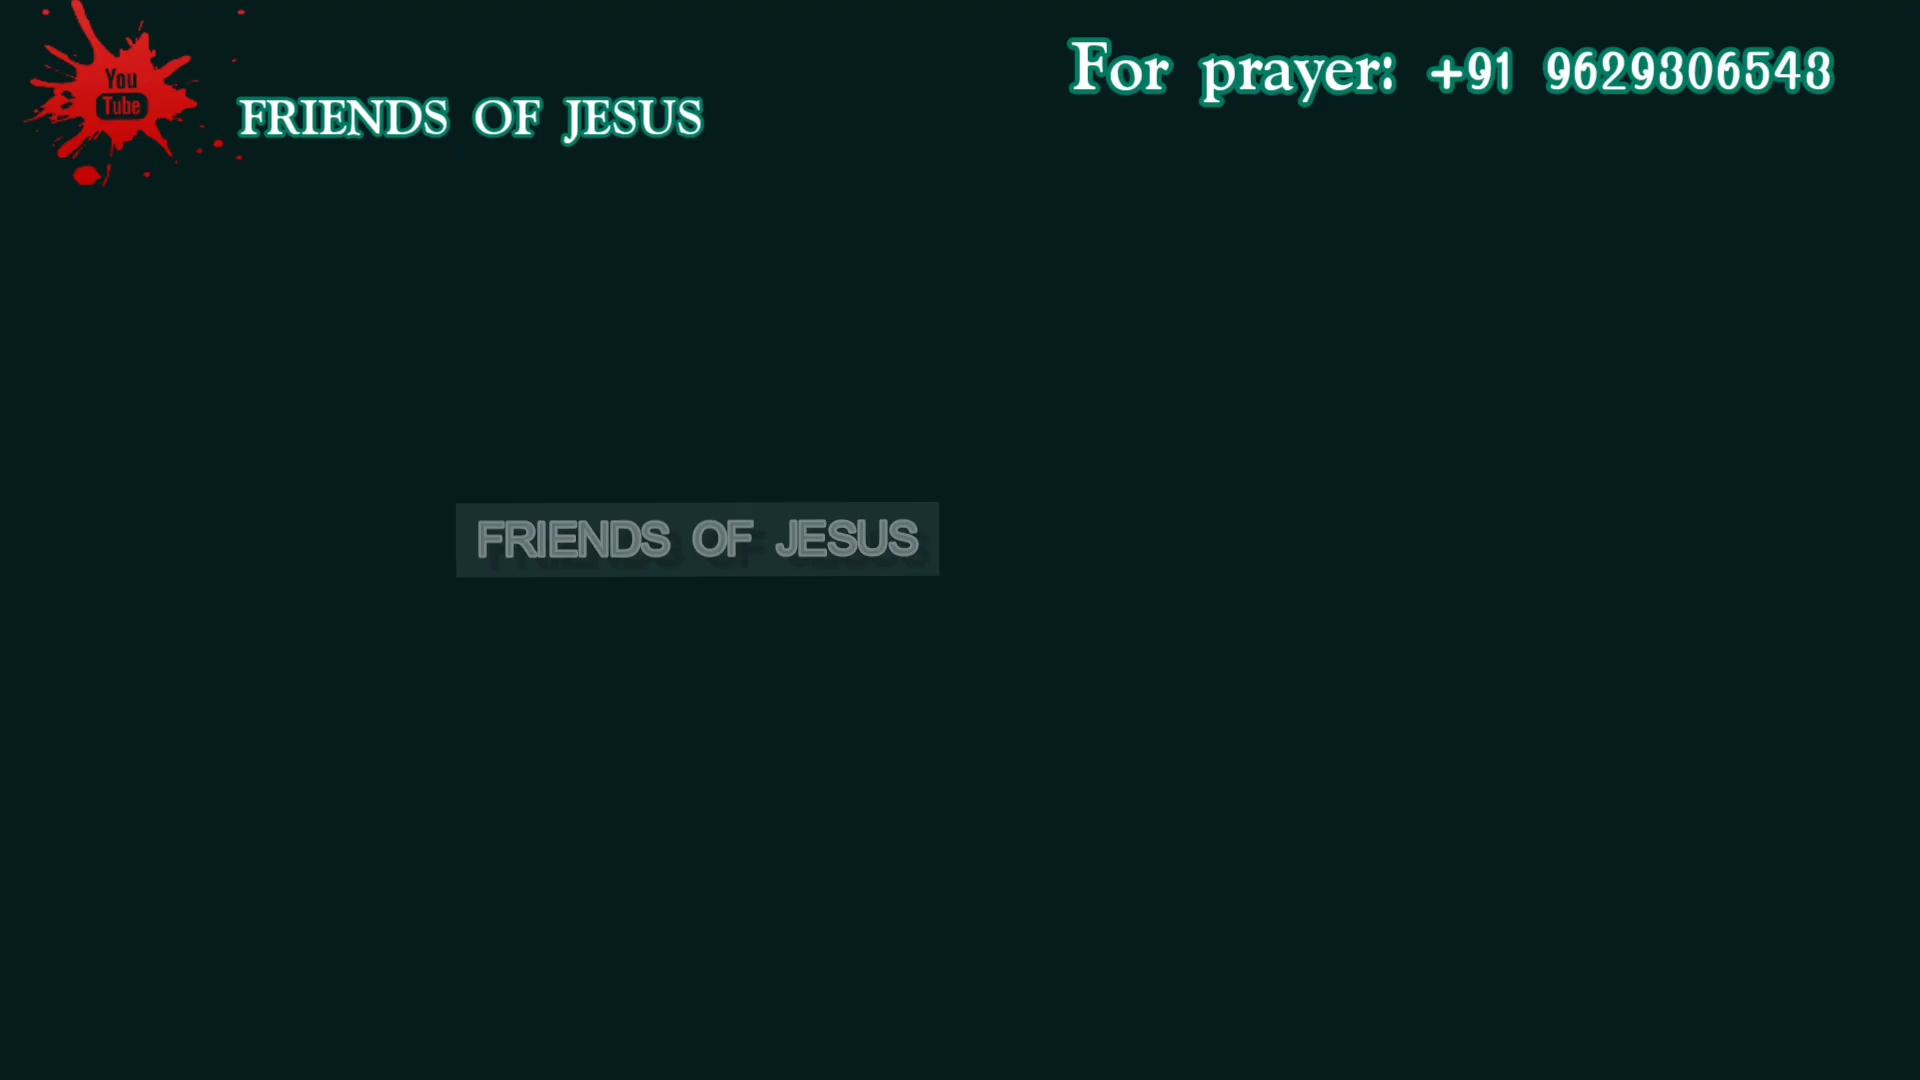 You
Tube
FRIENDS OF JESUS
For prayer: +91 9629306543
FRIENDS OF JESUS